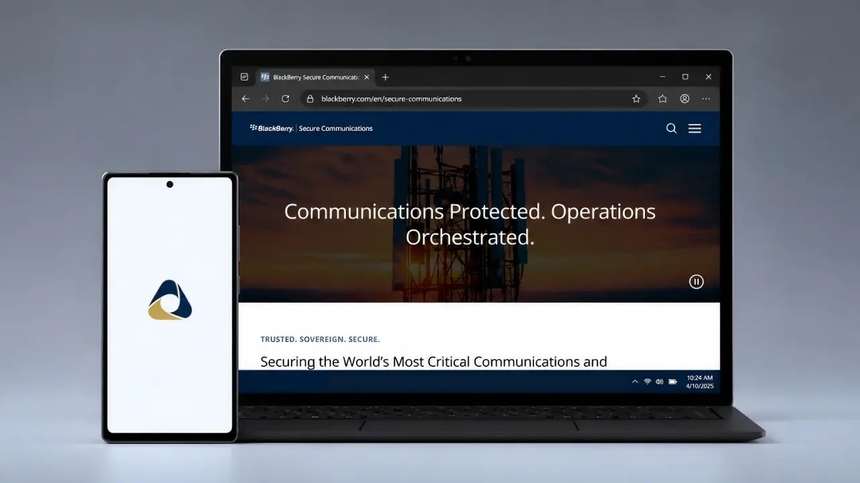 BlackBerry Secure Communicati
blackberry.com/en/secure-communications
BlackBerry. | Secure Communications
Communications Protected. Operations
Orchestrated.
TRUSTED. SOVEREIGN. SECURE.
Securing the World's Most Critical Communications and
10:24 AM
4/10/2025